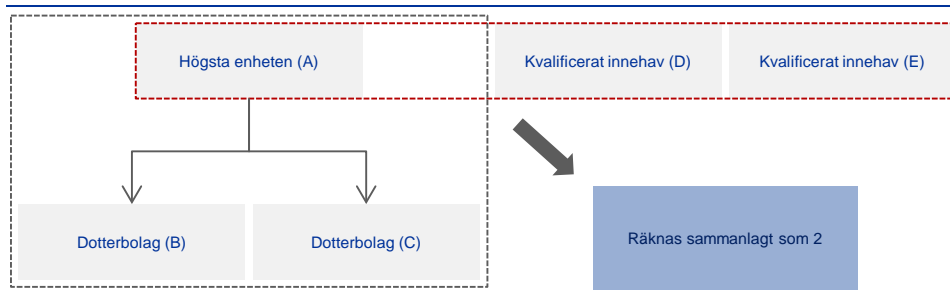 Högsta enheten (A)
Kvalificerat innehav (D)
Kvalificerat innehav (E)
Dotterbolag (B)
Dotterbolag (C)
Räknas sammanlagt som 2